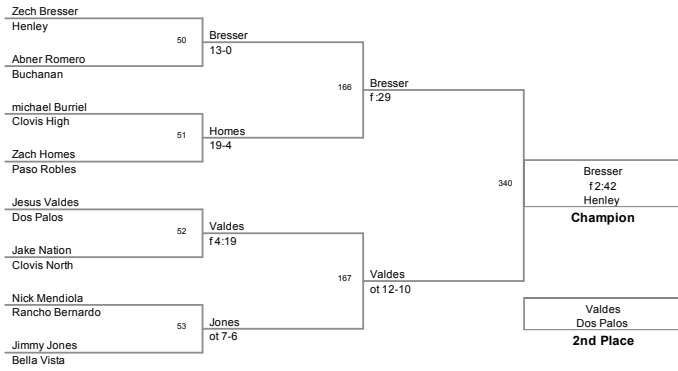 Zech Bresser
Henley
50
Abner Romero
Buchanan
Bresser
13-0
michael Burriel
Clovis High
51
Zach Homes
Paso Robles
Homes
19-4
166
Bresser
f :29
Jesus Valdes
Dos Palos
52
Jake Nation
Clovis North
Valdes
f 4:19
Nick Mendiola
Rancho Bernardo
53
Jimmy Jones
Bella Vista
Jones
ot 7-6
167
Valdes
ot 12-10
340
Bresser
f 2:42
Henley
Champion
Valdes
Dos Palos
2nd Place